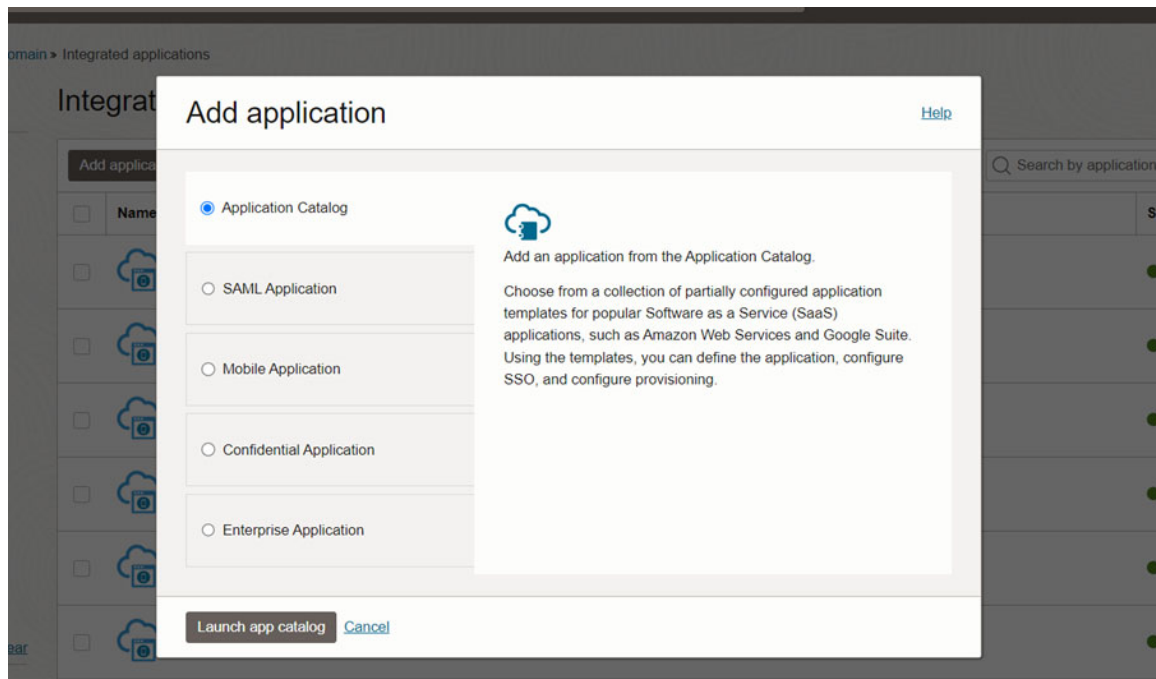 omain » Integrated applications
Integrat
Add applica
Search by application
Name
S
ear
Add application
Help
Application Catalog
SAML Application
Mobile Application
Confidential Application
Enterprise Application
Add an application from the Application Catalog.
Choose from a collection of partially configured application
templates for popular Software as a Service (SaaS)
applications, such as Amazon Web Services and Google Suite.
Using the templates, you can define the application, configure
SSO, and configure provisioning.
Launch app catalog
Cancel